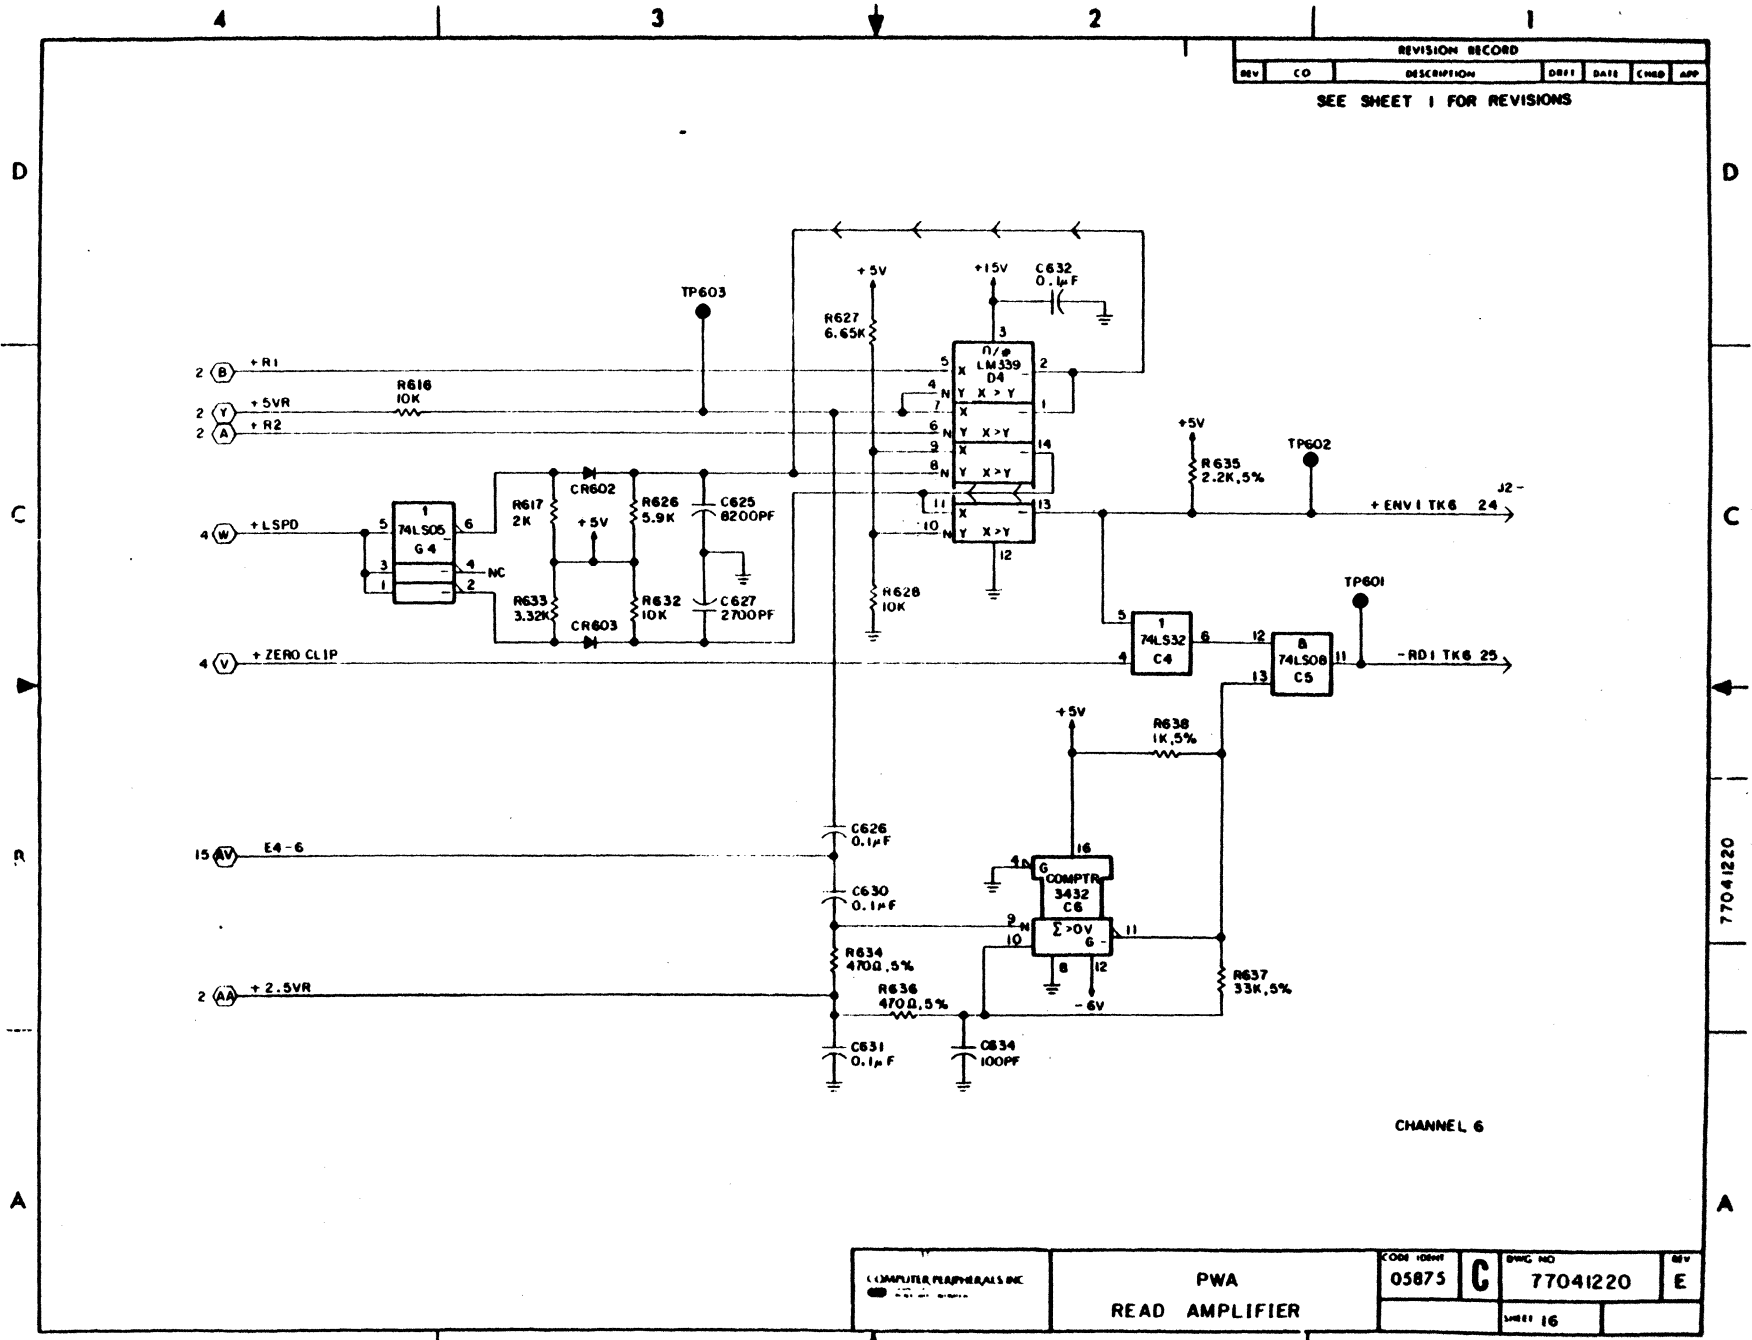 4 3 2 1
REVISION RECORD
REV CO DESCRIPTION DRFT DATE CHKD APP
SEE SHEET 1 FOR REVISIONS
D D
+5V +15V C632
0.1µF
TP603
R627
6.65K
3
2 B +R1
5 X LM339 2
D4
R616
10K
4 N Y X>Y
2 Y +5VR
7 X 1
2 A +R2
6 N Y X>Y
+5V
TP602
9 X 14
8 N Y X>Y
R635
2.2K,5%
CR602
R617
2K
+5V
R626
5.9K
C625
8200PF
J2-
C C
1
74LS05
G4
4 W +LSPD 5 6
11 X 13
+ENV1 TK6 24
10 N Y X>Y
12
3 4 NC
1 2
R633
3.32K
R632
10K
C627
2700PF
R628
10K
TP601
CR603
5 1 6
74LS32
4 C4
12 & 11
74LS08
13 C5
4 V +ZERO CLIP
-RD1 TK6 25
+5V
R638
1K,5%
C626
0.1µF
15 AV E4-6
16
4 N G
COMPTR
3432
C6
C630
0.1µF
9 N Σ>0V 11
10 G
8 12
-6V
R634
470Ω,5%
R637
33K,5%
2 AA +2.5VR
R636
470Ω,5%
C631
0.1µF
C634
100PF
77041220
CHANNEL 6
A A
COMPUTER PERIPHERALS INC
PWA
READ AMPLIFIER
CODE IDENT
05875
C
DWG NO
77041220
REV
E
SHEET 16